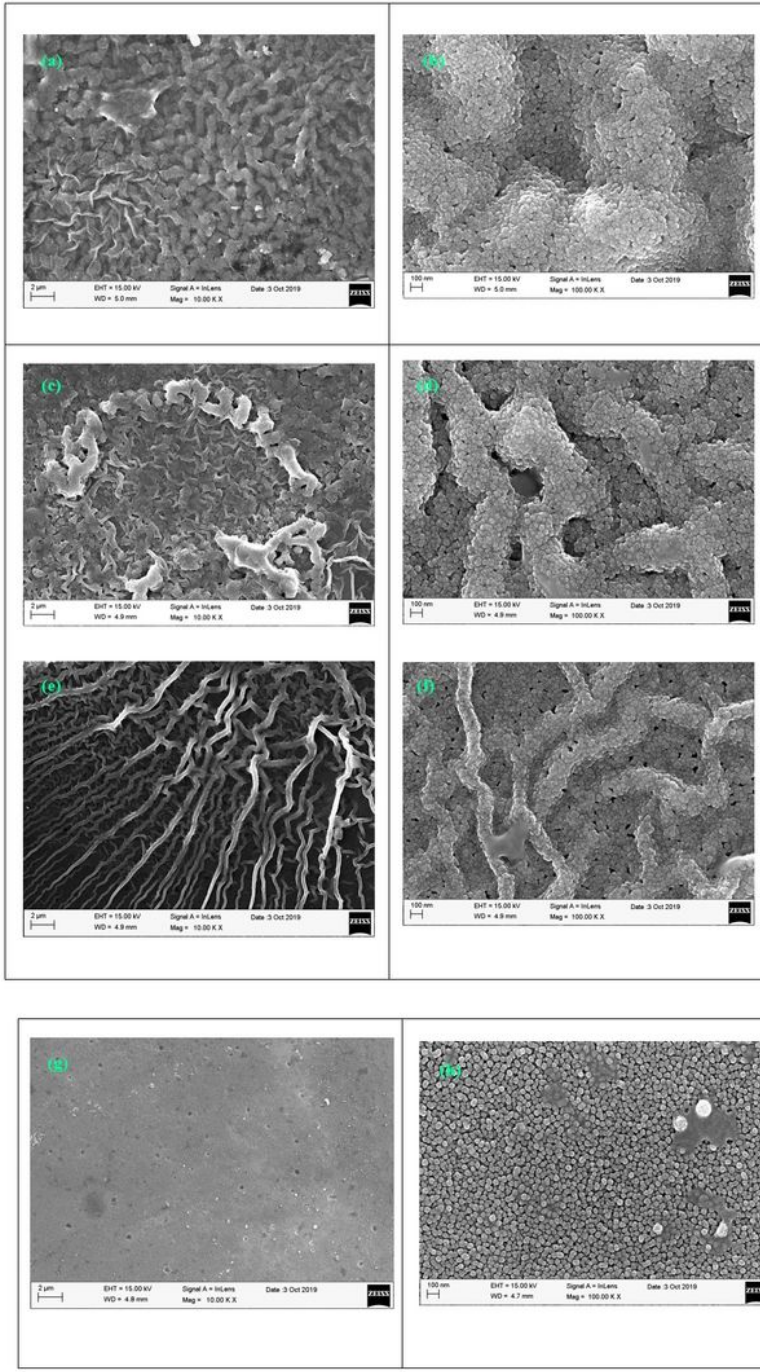 (a)
2 µm
EHT = 15.00 kV
Signal A = InLens
Date :3 Oct 2019
WD = 5.0 mm
Mag = 10.00 K X
ZEISS
(b)
100 nm
EHT = 15.00 kV
Signal A = InLens
Date :3 Oct 2019
WD = 5.0 mm
Mag = 100.00 K X
ZEISS
(c)
2 µm
EHT = 15.00 kV
Signal A = InLens
Date :3 Oct 2019
WD = 4.9 mm
Mag = 10.00 K X
ZEISS
(d)
100 nm
EHT = 15.00 kV
Signal A = InLens
Date :3 Oct 2019
WD = 4.9 mm
Mag = 100.00 K X
ZEISS
(e)
2 µm
EHT = 15.00 kV
Signal A = InLens
Date :3 Oct 2019
WD = 4.9 mm
Mag = 10.00 K X
ZEISS
(f)
100 nm
EHT = 15.00 kV
Signal A = InLens
Date :3 Oct 2019
WD = 4.9 mm
Mag = 100.00 K X
ZEISS
(g)
2 µm
EHT = 15.00 kV
Signal A = InLens
Date :3 Oct 2019
WD = 4.8 mm
Mag = 10.00 K X
ZEISS
(h)
100 nm
EHT = 15.00 kV
Signal A = InLens
Date :3 Oct 2019
WD = 4.7 mm
Mag = 100.00 K X